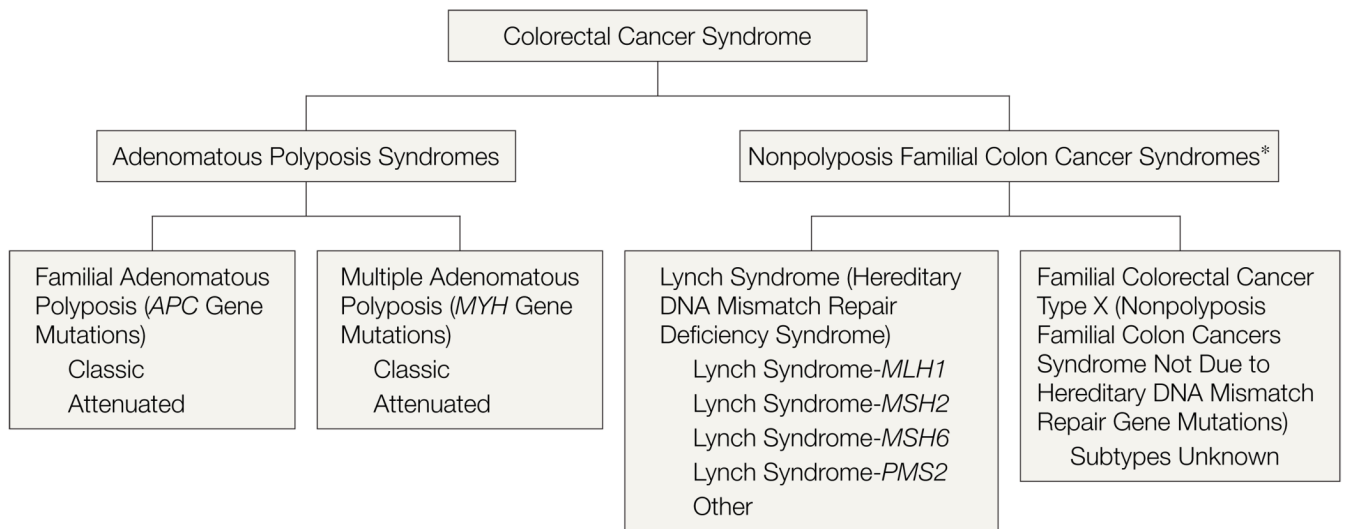 Colorectal Cancer Syndrome
Adenomatous Polyposis Syndromes
Nonpolyposis Familial Colon Cancer Syndromes*
Familial Adenomatous
Polyposis (APC Gene
Mutations)
Classic
Attenuated
Multiple Adenomatous
Polyposis (MYH Gene
Mutations)
Classic
Attenuated
Lynch Syndrome (Hereditary
DNA Mismatch Repair
Deficiency Syndrome)
Lynch Syndrome-MLH1
Lynch Syndrome-MSH2
Lynch Syndrome-MSH6
Lynch Syndrome-PMS2
Other
Familial Colorectal Cancer
Type X (Nonpolyposis
Familial Colon Cancers
Syndrome Not Due to
Hereditary DNA Mismatch
Repair Gene Mutations)
Subtypes Unknown